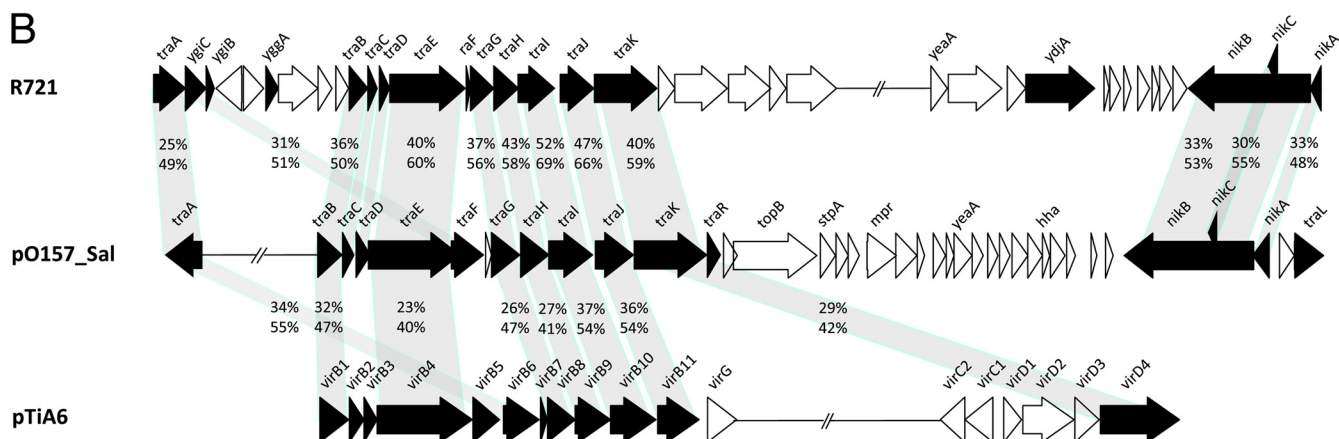 B
traA ygiC ygiB yggA traB traC traD traE raF traG traH traI traJ traK yeaA ydjA nikB nikC nikA
R721
25% 31% 36% 40% 37% 43% 52% 47% 40% 33% 30% 33%
49% 51% 50% 60% 56% 58% 69% 66% 59% 53% 55% 48%
traA traB traC traD traE traF traG traH traI traJ traK traR topB stpA mpr yeaA hha nikB nikC nikA traL
pO157_Sal
34% 32% 23% 26% 27% 37% 36% 29%
55% 47% 40% 47% 41% 54% 54% 42%
virB1 virB2 virB3 virB4 virB5 virB6 virB7 virB8 virB9 virB10 virB11 virG virC2 virC1 virD1 virD2 virD3 virD4
pTiA6